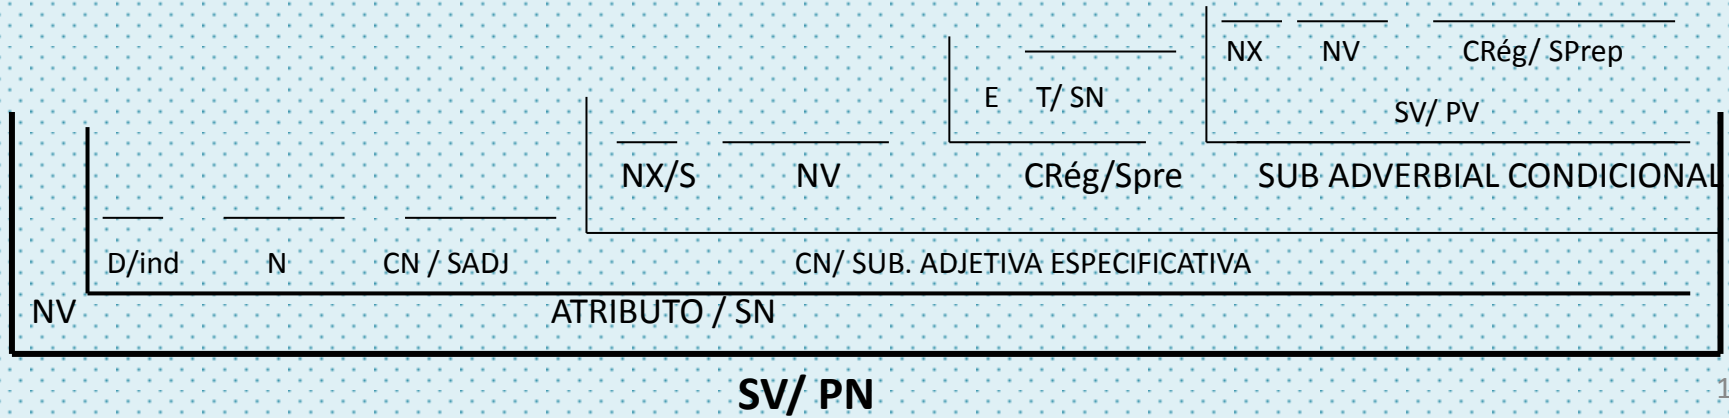 NX NV CRég/ SPrep
E T/ SN
SV/ PV
NX/S NV CRég/Spre SUB ADVERBIAL CONDICIONAL
D/ind N CN / SADJ CN/ SUB. ADJETIVA ESPECIFICATIVA
NV ATRIBUTO / SN
SV/ PN
1